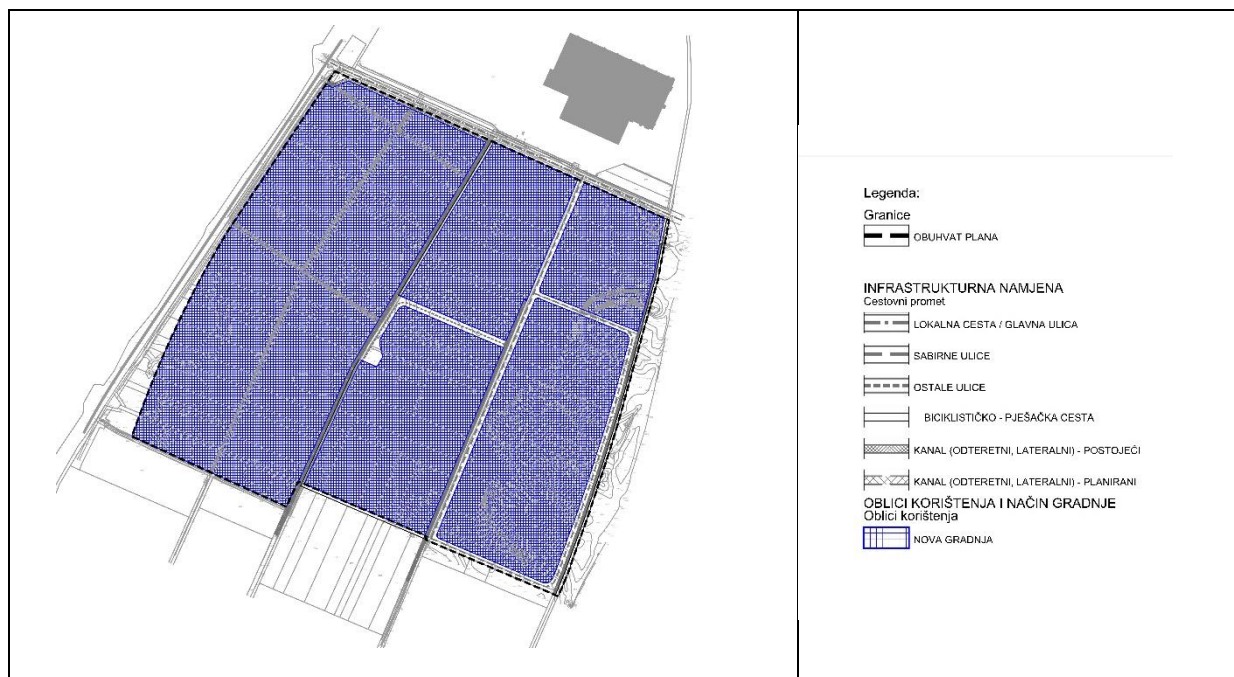 Legenda:
Granice
OBUHVAT PLANA
INFRASTRUKTURNA NAMJENA
Cestovni promet
LOKALNA CESTA / GLAVNA ULICA
SABIRNE ULICE
OSTALE ULICE
BICIKLISTIČKO - PJEŠAČKA CESTA
KANAL (ODTERETNI, LATERALNI) - POSTOJEĆI
KANAL (ODTERETNI, LATERALNI) - PLANIRANI
OBLICI KORIŠTENJA I NAČIN GRADNJE
Oblici korištenja
NOVA GRADNJA